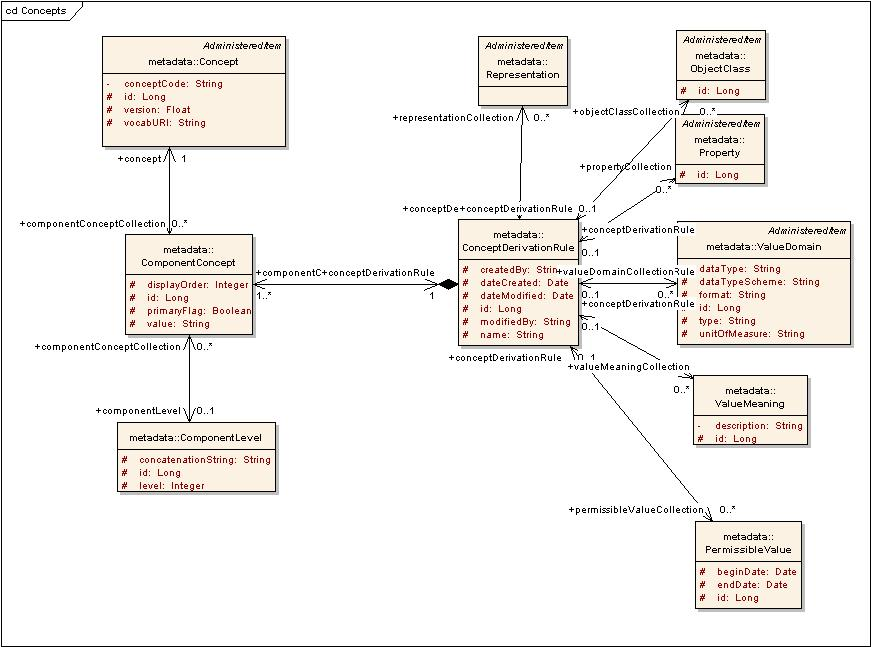 cd Concepts
AdministeredItem
metadata::Concept
- conceptCode: String
# id: Long
# version: Float
# vocabURI: String
+concept 1
+componentConceptCollection 0..*
metadata::
ComponentConcept
# displayOrder: Integer
# id: Long
# primaryFlag: Boolean
# value: String
+componentConceptCollection 0..*
+componentLevel 0..1
metadata::ComponentLevel
# concatenationString: String
# id: Long
# level: Integer
AdministeredItem
metadata::
Representation
+representationCollection 0..*
+conceptDe+conceptDerivationRule 0..1
+componentC+conceptDerivationRule
1..* 1
metadata::
ConceptDerivationRule
# createdBy: Strin
# dateCreated: Date
# dateModified: Date
# id: Long
# modifiedBy: String
# name: String
+conceptDerivationRule 0..1
AdministeredItem
metadata::
ObjectClass
# id: Long
+objectClassCollection 0..*
AdministeredItem
metadata::
Property
# id: Long
+propertyCollection
0..*
+conceptDerivationRule
0..1
AdministeredItem
metadata::ValueDomain
dataType: String
# dataTypeScheme: String
format: String
id: Long
# type: String
# unitOfMeasure: String
+valueDomainCollectionRule
0..1 0..*
+conceptDerivationRule
0..1
+valueMeaningCollection
0..*
metadata::
ValueMeaning
- description: String
# id: Long
+permissibleValueCollection 0..*
metadata::
PermissibleValue
# beginDate: Date
# endDate: Date
# id: Long